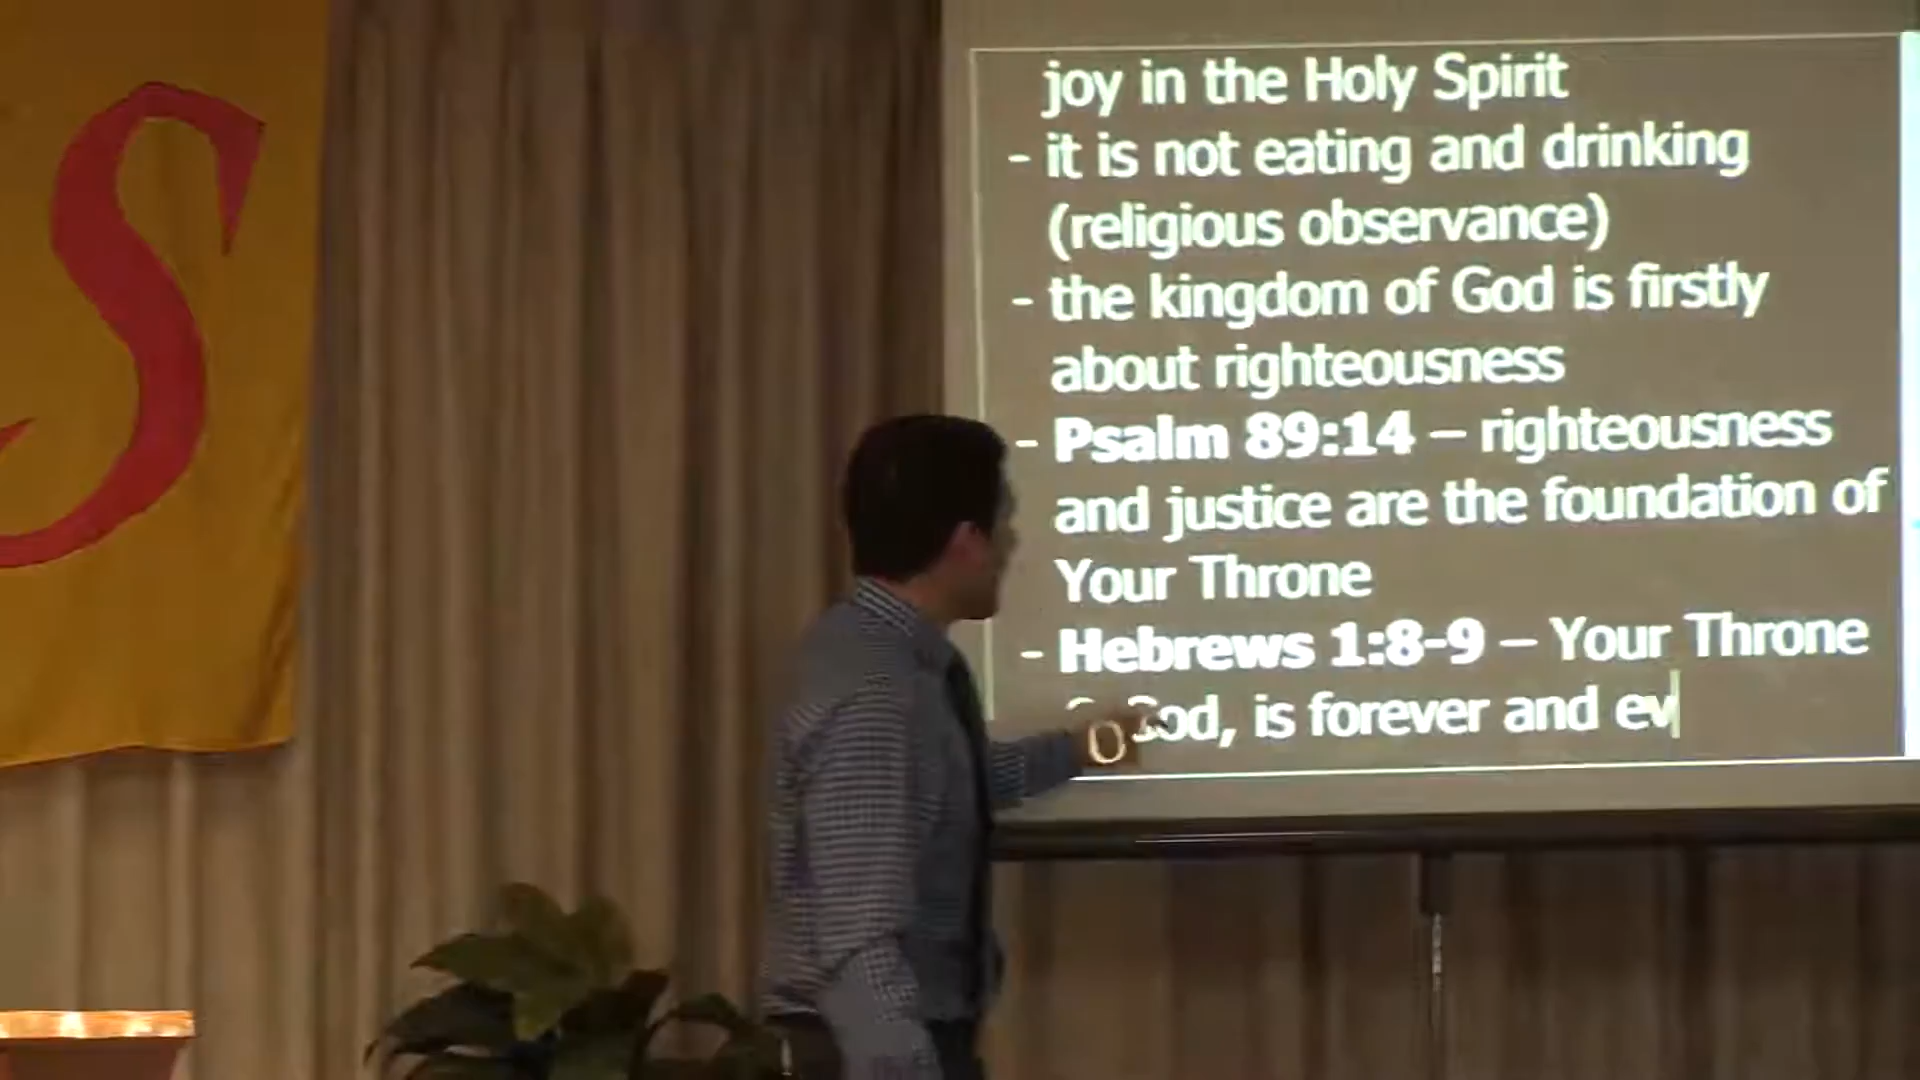 S
joy in the Holy Spirit
- it is not eating and drinking
(religious observance)
- the kingdom of God is firstly
about righteousness
- Psalm 89:14 – righteousness
and justice are the foundation of
Your Throne
- Hebrews 1:8-9 – Your Throne
God, is forever and ev